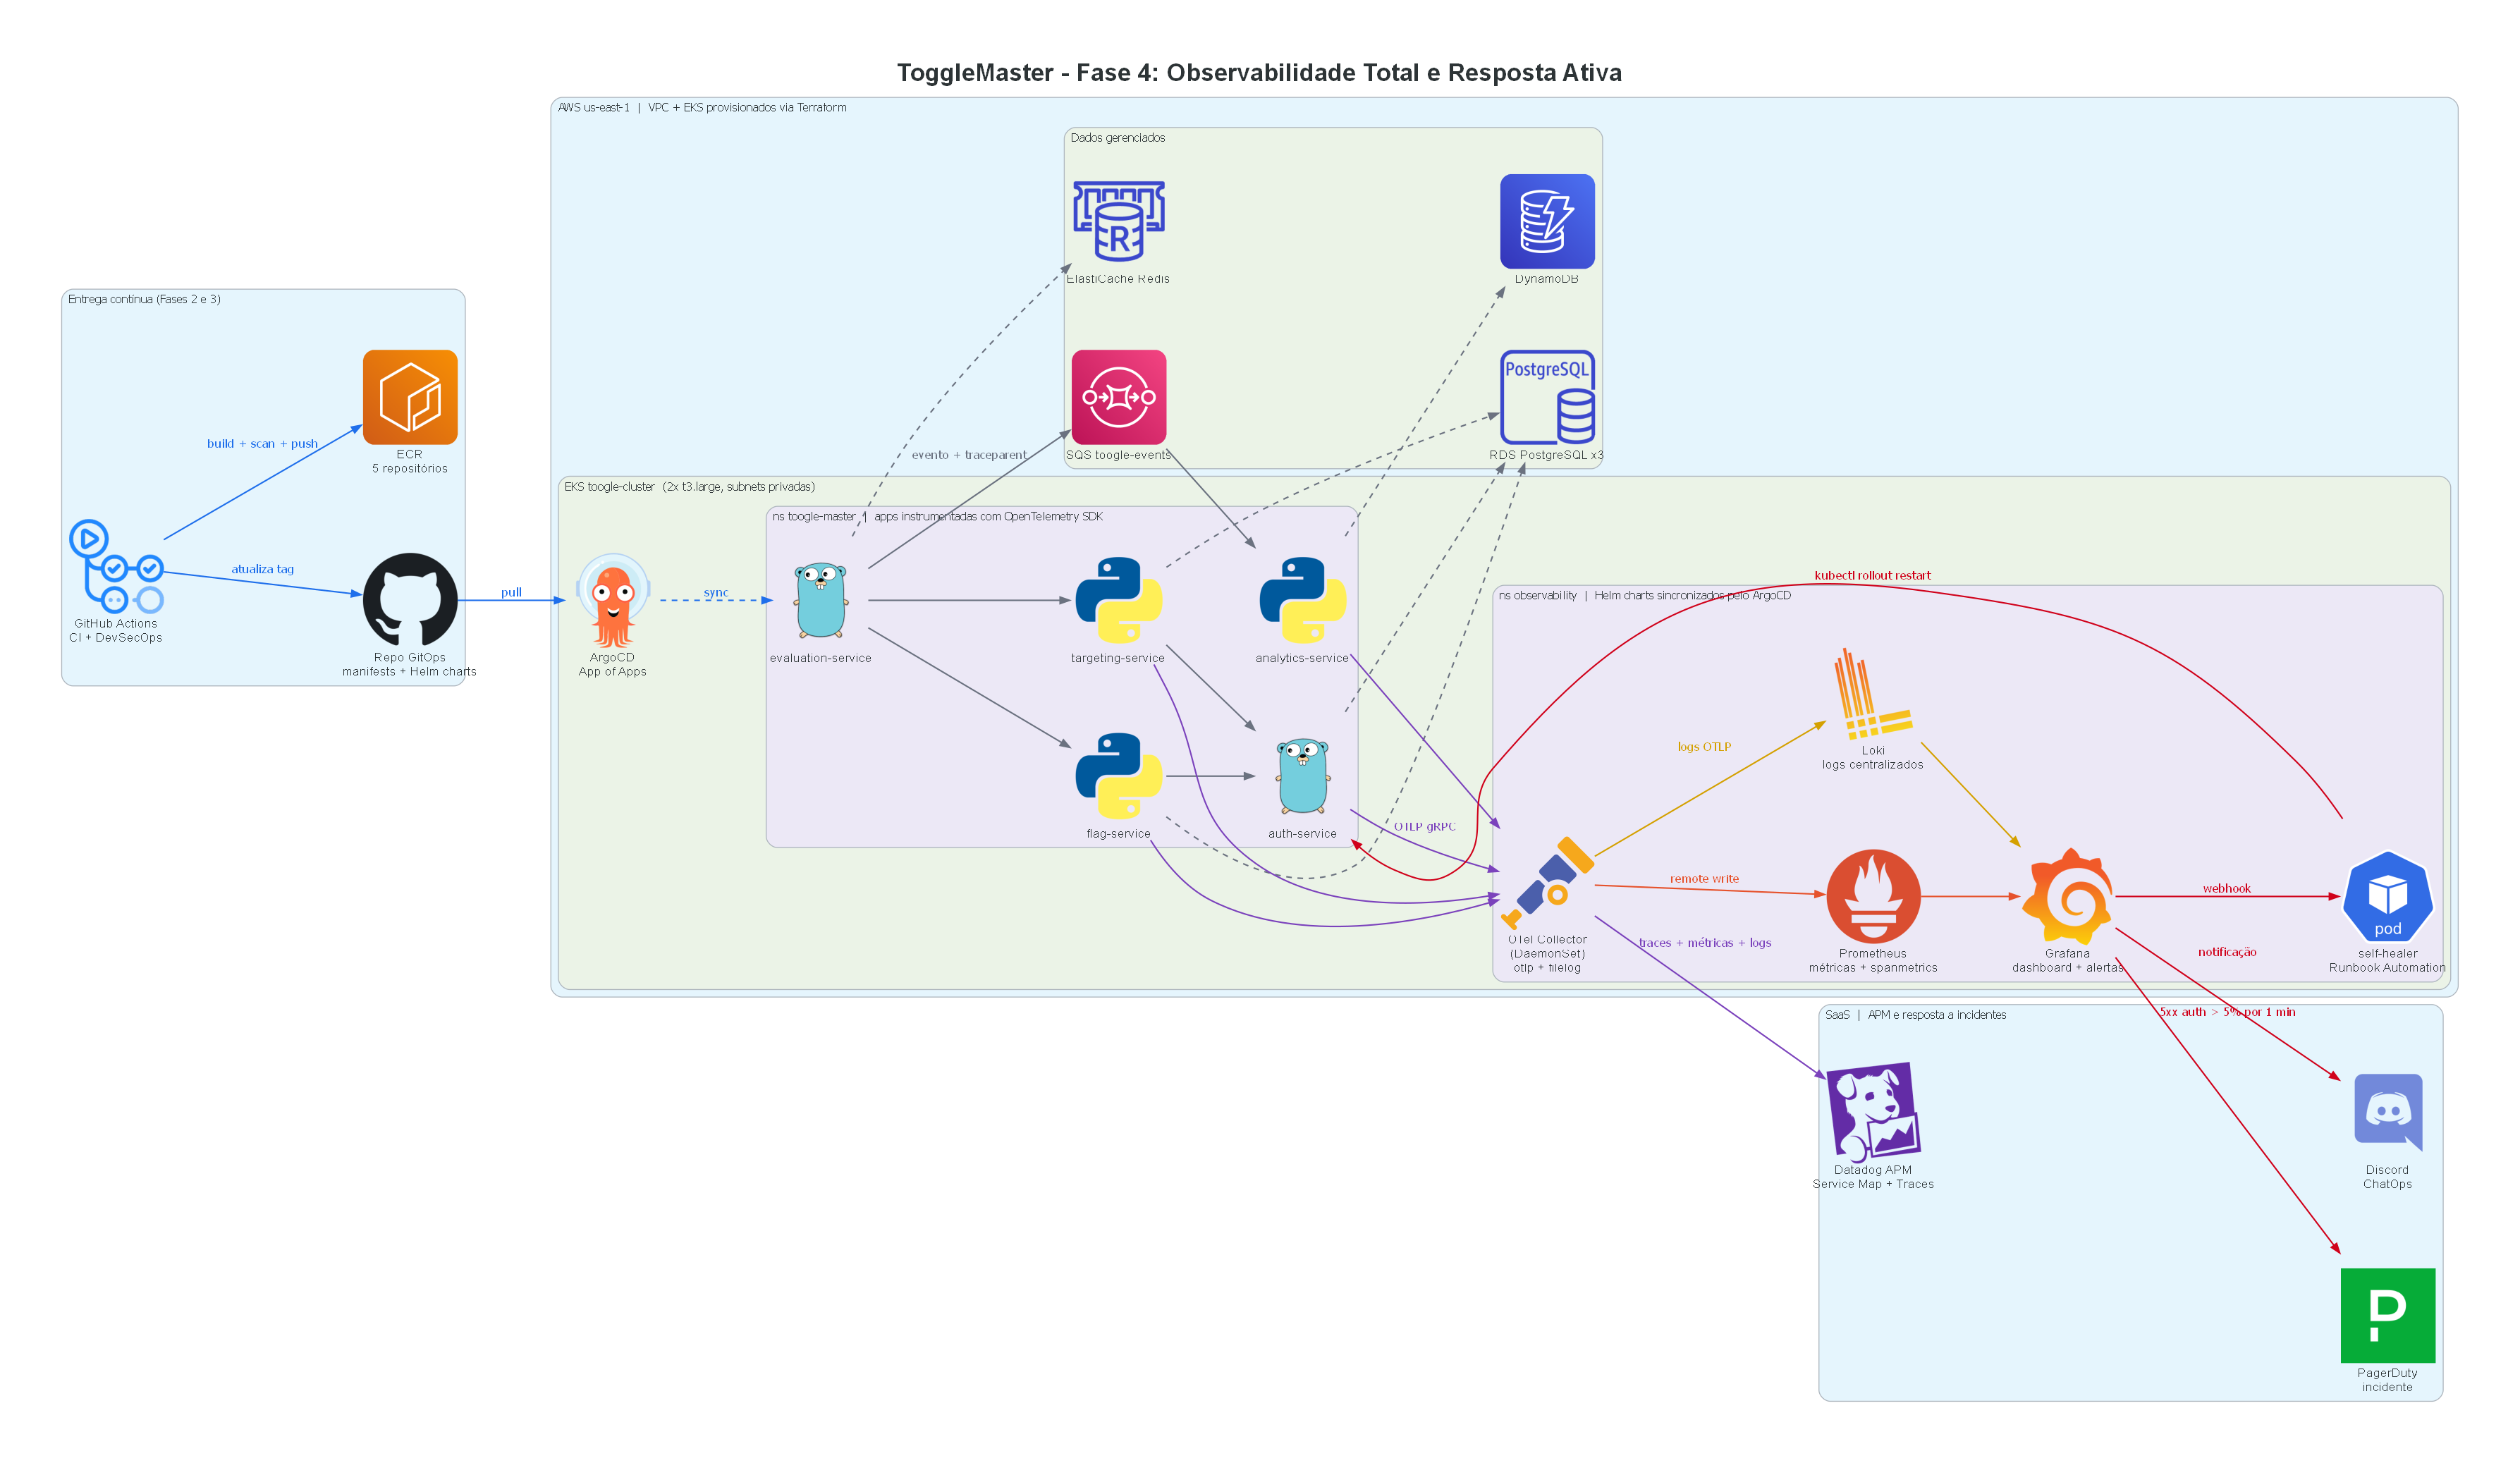 ToggleMaster - Fase 4: Observabilidade Total e Resposta Ativa
AWS us-east-1 | VPC + EKS provisionados via Terraform
Dados gerenciados
R
ElastiCache Redis
DynamoDB
PostgreSQL
SQS toogle-events
RDS PostgreSQL x3
Entrega contínua (Fases 2 e 3)
build + scan + push
ECR
5 repositórios
atualiza tag
GitHub Actions
CI + DevSecOps
Repo GitOps
manifests + Helm charts
pull
EKS toogle-cluster (2x t3.large, subnets privadas)
ArgoCD
App of Apps
sync
ns toogle-master | apps instrumentadas com OpenTelemetry SDK
evento + traceparent
evaluation-service
targeting-service
analytics-service
flag-service
auth-service
OTLP gRPC
kubectl rollout restart
ns observability | Helm charts sincronizados pelo ArgoCD
logs OTLP
Loki
logs centralizados
remote write
webhook
pod
traces + métricas + logs
notificação
OTel Collector
(DaemonSet)
otlp + filelog
Prometheus
métricas + spanmetrics
Grafana
dashboard + alertas
self-healer
Runbook Automation
SaaS | APM e resposta a incidentes
5xx auth > 5% por 1 min
Datadog APM
Service Map + Traces
Discord
ChatOps
P
PagerDuty
incidente